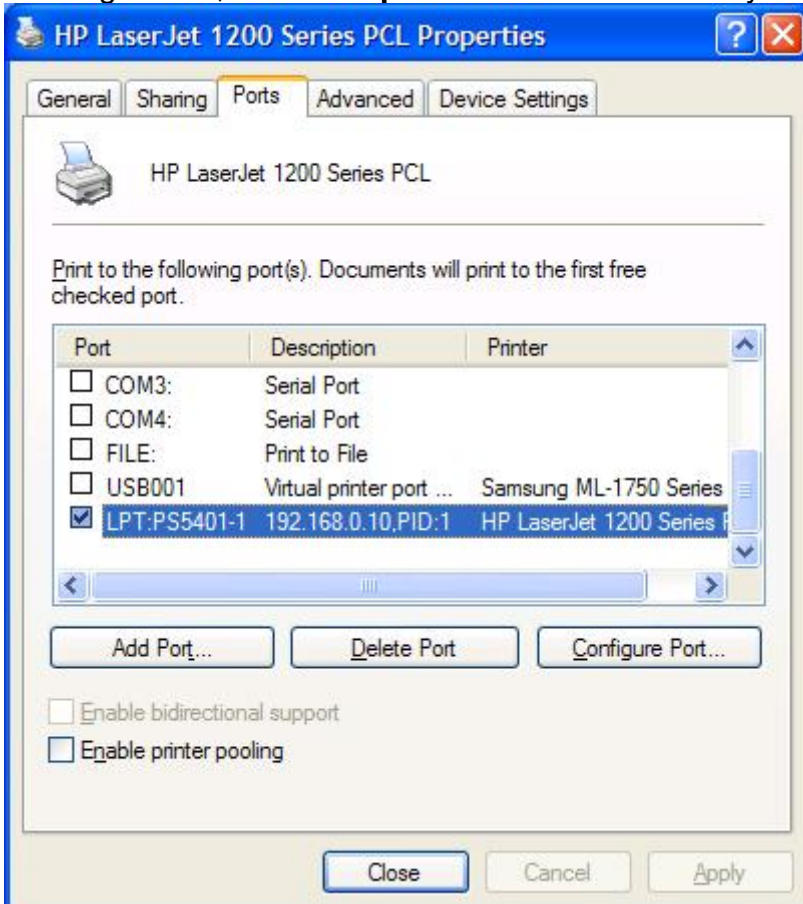 HP LaserJet 1200 Series PCL Properties
General Sharing Ports Advanced Device Settings
HP LaserJet 1200 Series PCL
Print to the following port(s). Documents will print to the first free
checked port.
Port Description Printer
COM3: Serial Port
COM4: Serial Port
FILE: Print to File
USB001 Virtual printer port ... Samsung ML-1750 Series
LPT:PS5401-1 192.168.0.10,PID:1 HP LaserJet 1200 Series
Add Port... Delete Port Configure Port...
Enable bidirectional support
Enable printer pooling
Close Cancel Apply